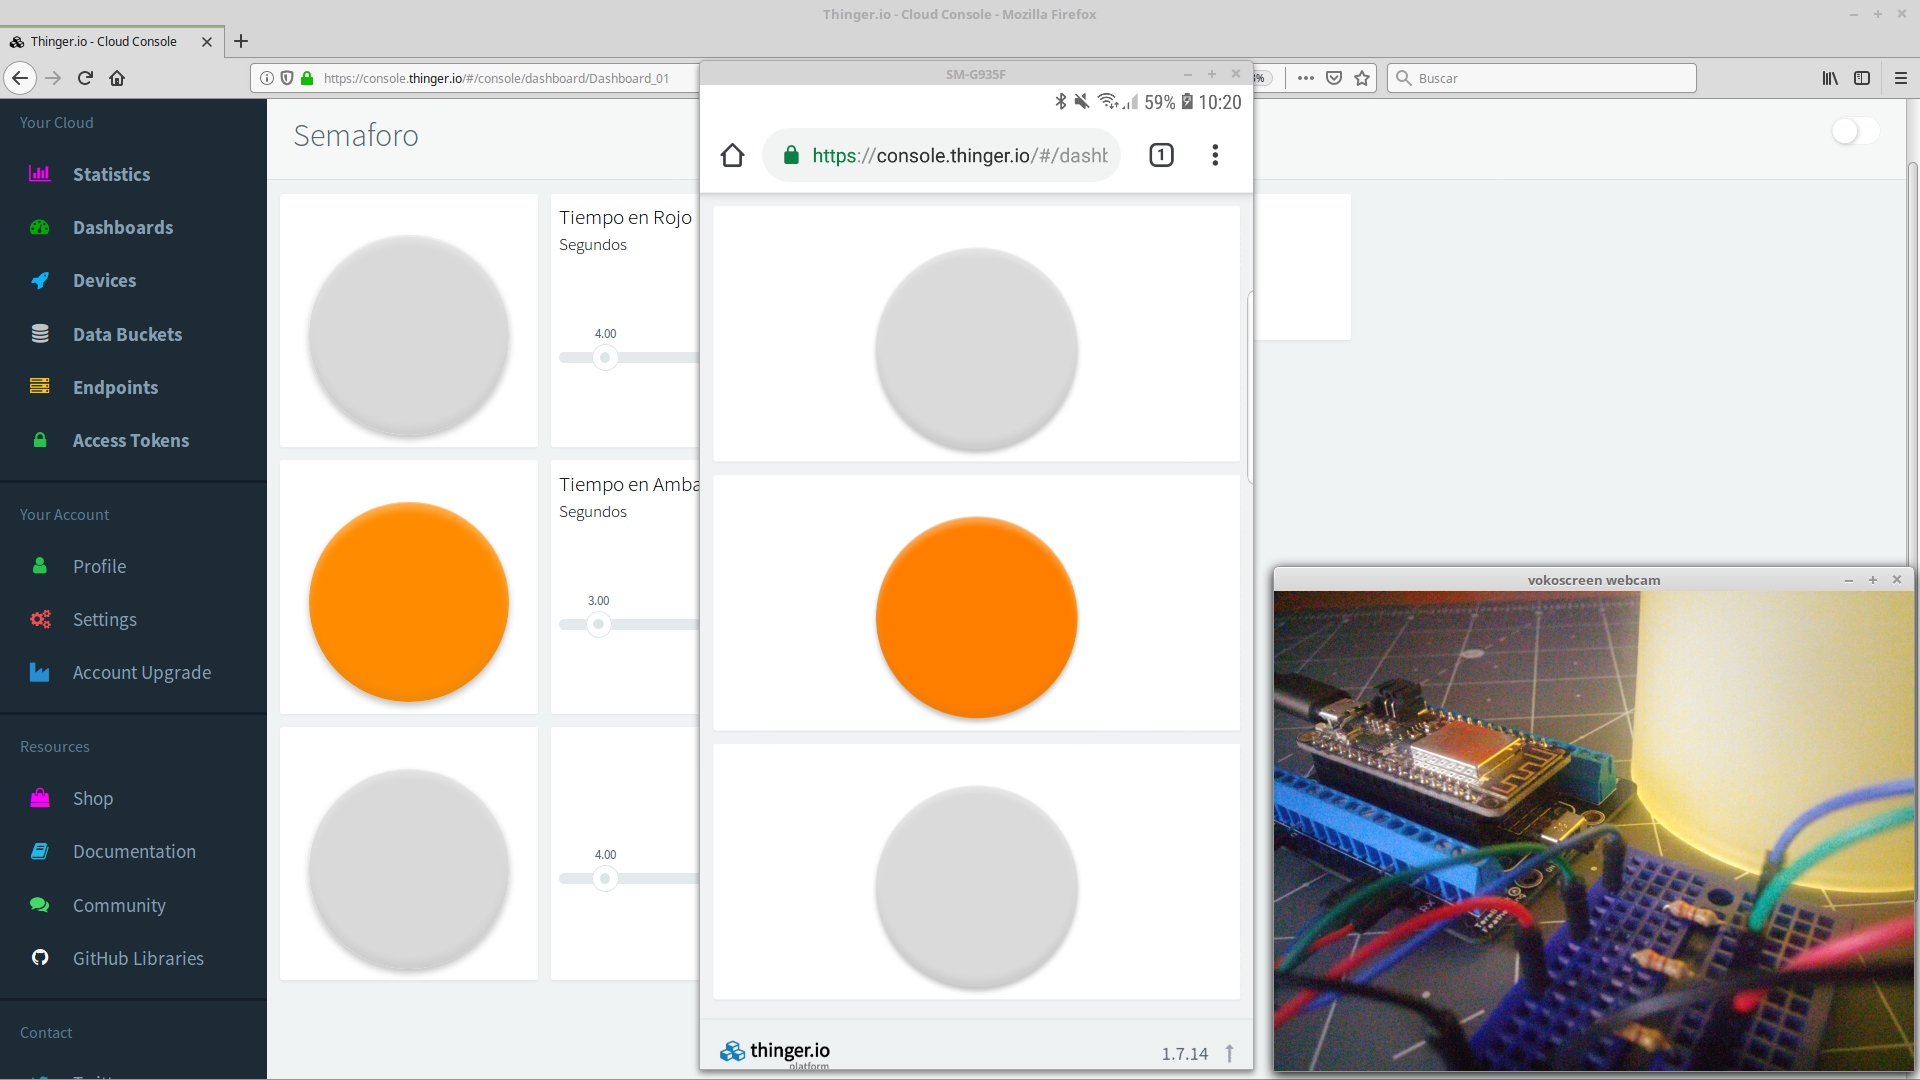 Thinger.io - Cloud Console - Mozilla Firefox
Thinger.io - Cloud Console
https://console.thinger.io/#/console/dashboard/Dashboard_01
Buscar
Your Cloud
Statistics
Dashboards
Devices
Data Buckets
Endpoints
Access Tokens
Your Account
Profile
Settings
Account Upgrade
Resources
Shop
Documentation
Community
GitHub Libraries
Contact
Semaforo
Tiempo en Rojo
Segundos
4.00
Tiempo en Amba
Segundos
3.00
4.00
SM-G935F
59% 10:20
https://console.thinger.io/#/dashb
1
thinger.io
platform
1.7.14
vokoscreen webcam